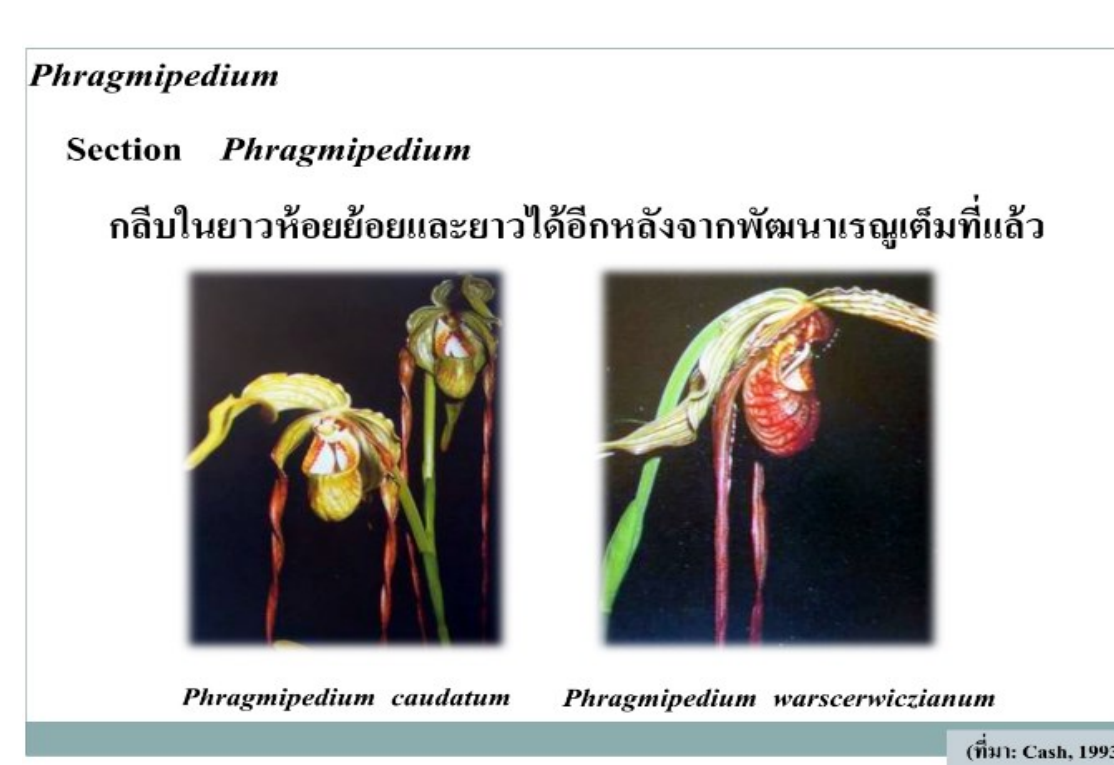 Phragmipedium
Section Phragmipedium
กลีบในยาวห้อยย้อยและยาวได้อีกหลังจากพัฒนาเรณูเต็มที่แล้ว
Phragmipedium caudatum
Phragmipedium warscerwiczianum
(ที่มา: Cash, 1993